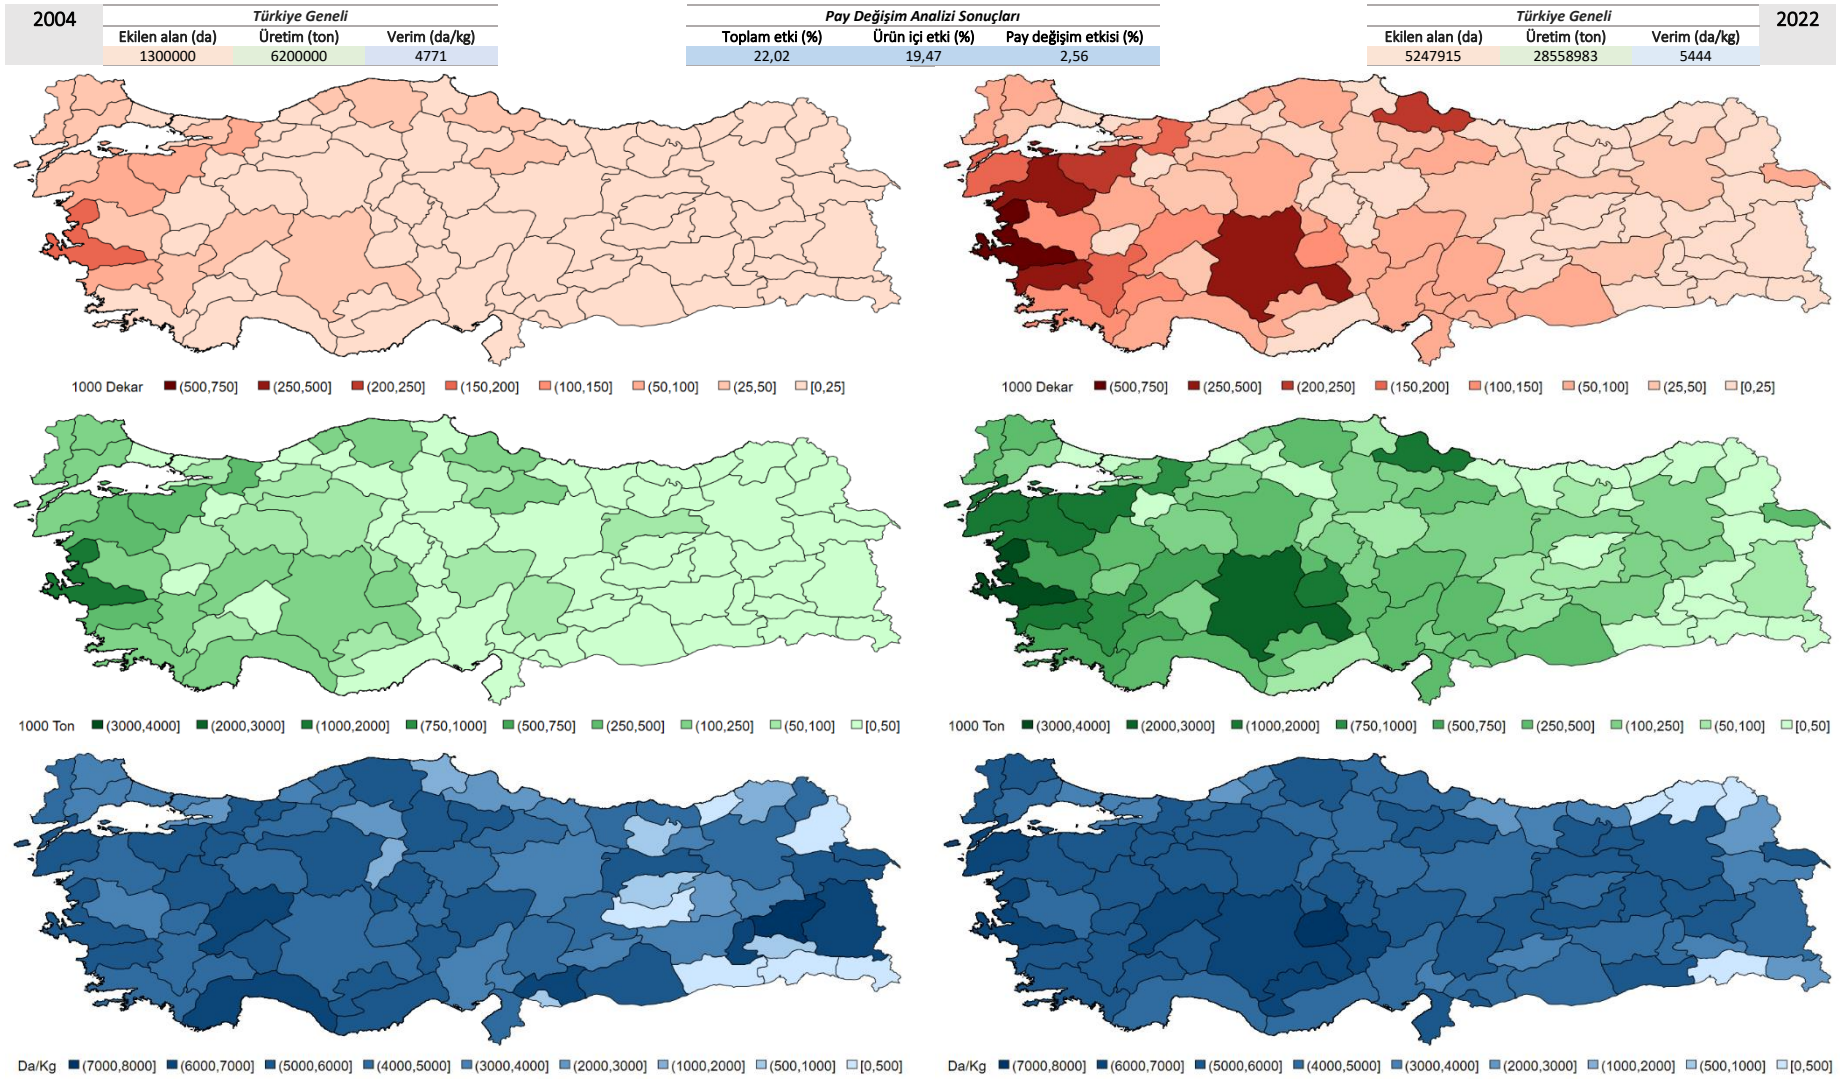 2004
Türkiye Geneli
Ekilen alan (da) Üretim (ton) Verim (da/kg)
1300000 6200000 4771
Pay Değişim Analizi Sonuçları
Toplam etki (%) Ürün içi etki (%) Pay değişim etkisi (%)
22,02 19,47 2,56
Türkiye Geneli
Ekilen alan (da) Üretim (ton) Verim (da/kg)
5247915 28558983 5444
2022
1000 Dekar (500,750] (250,500] (200,250] (150,200] (100,150] (50,100] (25,50] [0,25]
1000 Dekar (500,750] (250,500] (200,250] (150,200] (100,150] (50,100] (25,50] [0,25]
1000 Ton (3000,4000] (2000,3000] (1000,2000] (750,1000] (500,750] (250,500] (100,250] (50,100] [0,50]
1000 Ton (3000,4000] (2000,3000] (1000,2000] (750,1000] (500,750] (250,500] (100,250] (50,100] [0,50]
Da/Kg (7000,8000] (6000,7000] (5000,6000] (4000,5000] (3000,4000] (2000,3000] (1000,2000] (500,1000] [0,500]
Da/Kg (7000,8000] (6000,7000] (5000,6000] (4000,5000] (3000,4000] (2000,3000] (1000,2000] (500,1000] [0,500]